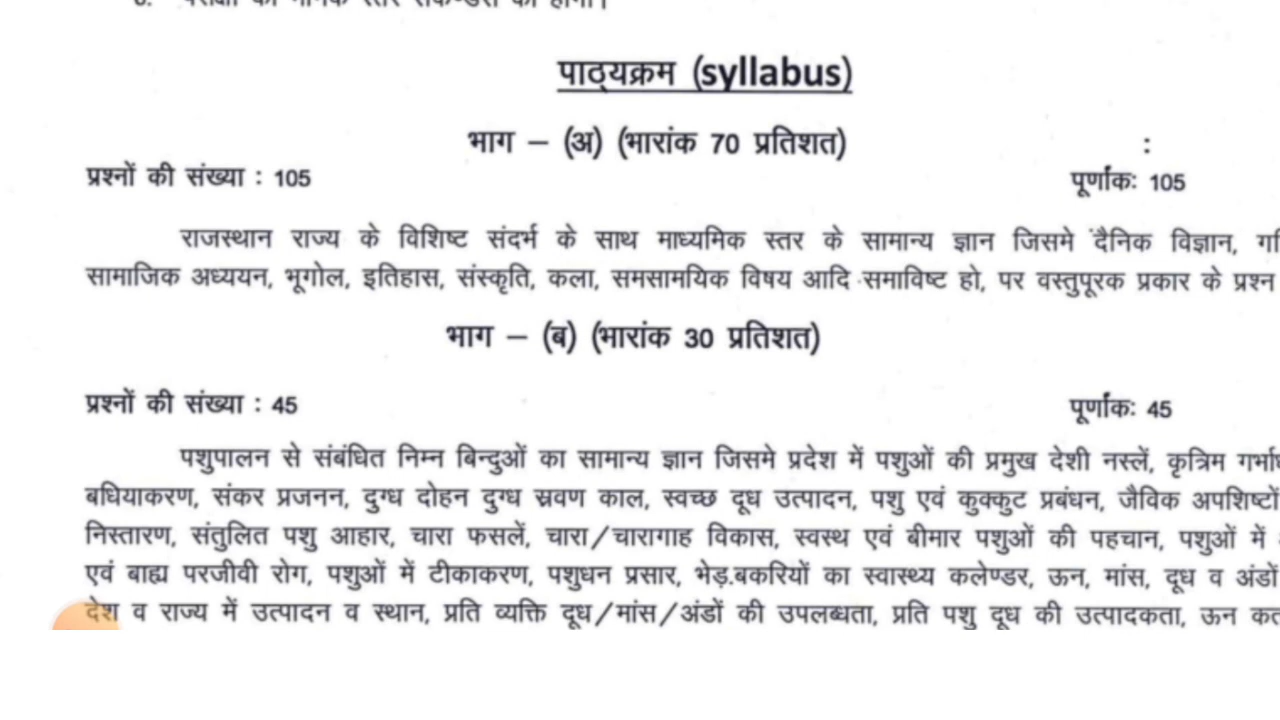 पाठ्यक्रम (syllabus)
भाग – (अ) (भारांक 70 प्रतिशत) :
प्रश्नों की संख्या : 105 पूर्णांकः 105
राजस्थान राज्य के विशिष्ट संदर्भ के साथ माध्यमिक स्तर के सामान्य ज्ञान जिसमे दैनिक विज्ञान,
सामाजिक अध्ययन, भूगोल, इतिहास, संस्कृति, कला, समसामयिक विषय आदि समाविष्ट हो, पर वस्तुपूरक प्रकार के प्रश्न
भाग – (ब) (भारांक 30 प्रतिशत)
प्रश्नों की संख्या : 45 पूर्णांकः 45
पशुपालन से संबंधित निम्न बिन्दुओं का सामान्य ज्ञान जिसमे प्रदेश में पशुओं की प्रमुख देशी नस्लें, कृत्रिम
बधियाकरण, संकर प्रजनन, दुग्ध दोहन दुग्ध स्रवण काल, स्वच्छ दूध उत्पादन, पशु एवं कुक्कुट प्रबंधन, जैविक अपशिष्टों
निस्तारण, संतुलित पशु आहार, चारा फसलें, चारा/चारागाह विकास, स्वस्थ एवं बीमार पशुओं की पहचान, पशुओं में
एवं बाह्य परजीवी रोग, पशुओं में टीकाकरण, पशुधन प्रसार, भेड़.बकरियों का स्वास्थ्य कलेण्डर, ऊन, मांस, दूध व अंडों
देश व राज्य में उत्पादन व स्थान, प्रति व्यक्ति दूध/मांस/अंडों की उपलब्धता, प्रति पशु दूध की उत्पादकता, ऊन